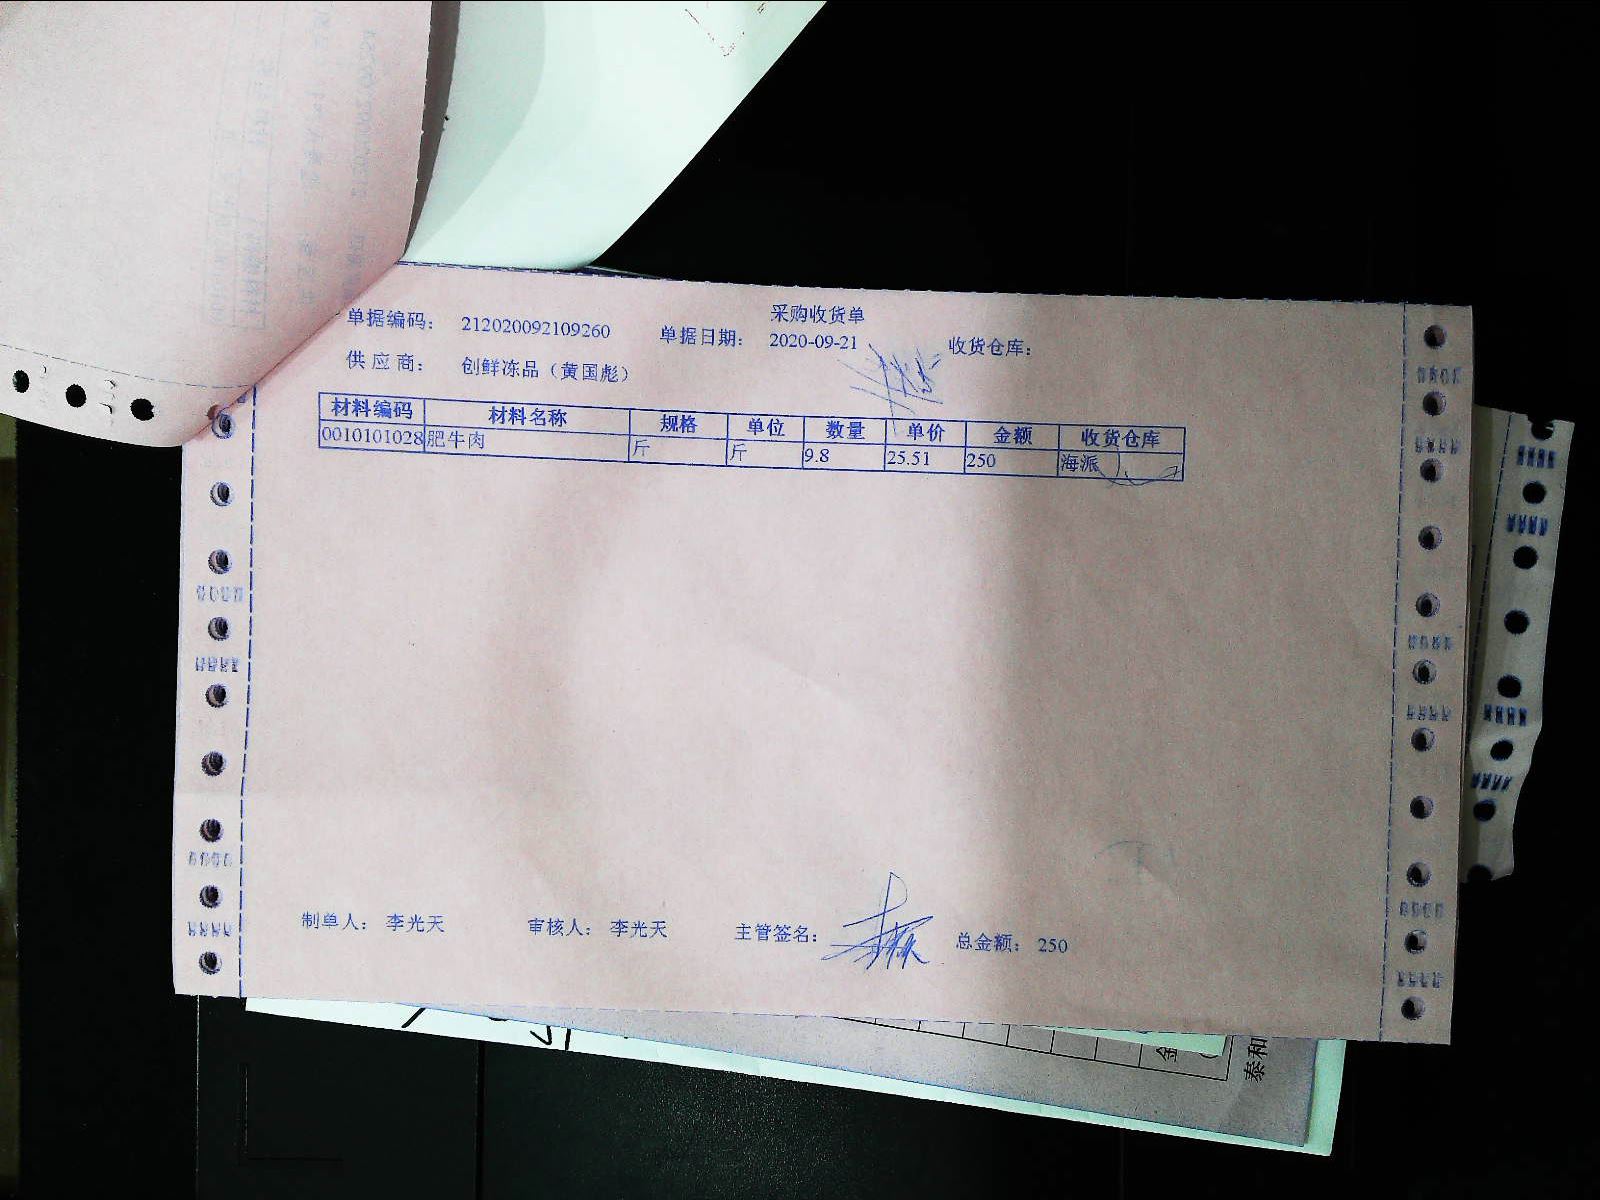 采购收货单
单据编码： 212020092109260 单据日期： 2020-09-21 收货仓库：
供应商： 创鲜冻品（黄国彪）
材料编码 材料名称 规格 单位 数量 单价 金额 收货仓库
0010101028 肥牛肉 斤 斤 9.8 25.51 250 海派
制单人： 李光天 审核人： 李光天 主管签名： 总金额： 250
金
泰和